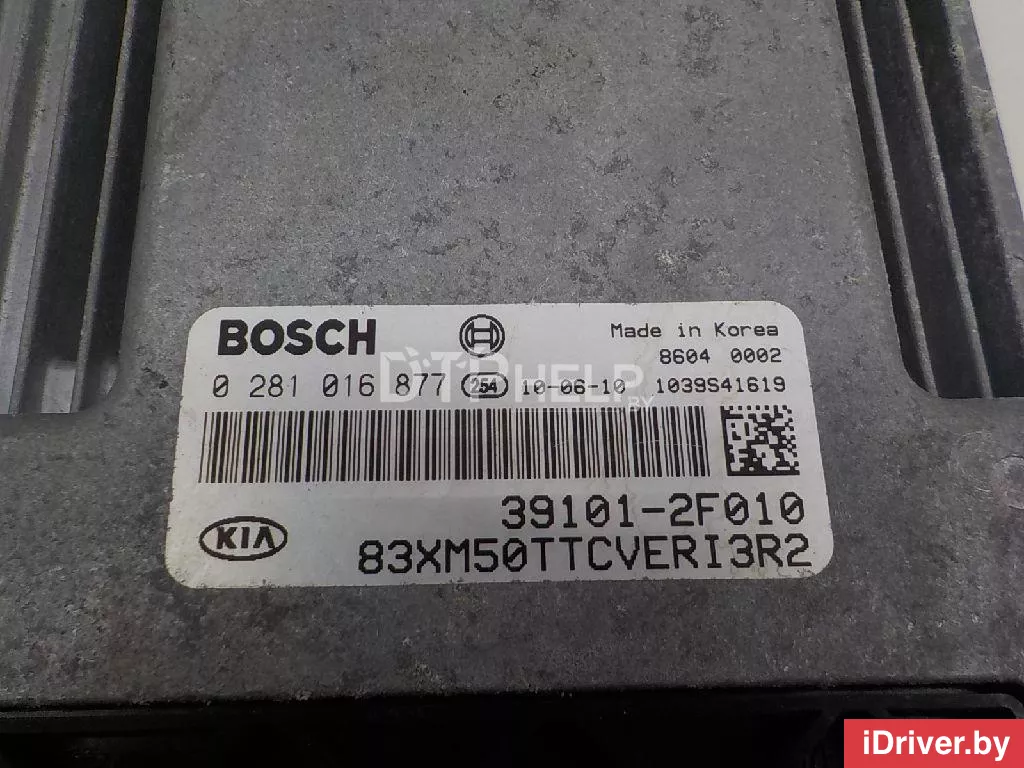 BOSCH
Made in Korea
8604 0002
0 281 016 877 254 10-06-10 1039S41619
DTPHELP.BY
39101-2F010
KIA
83XM50TTCVERI3R2
iDriver.by